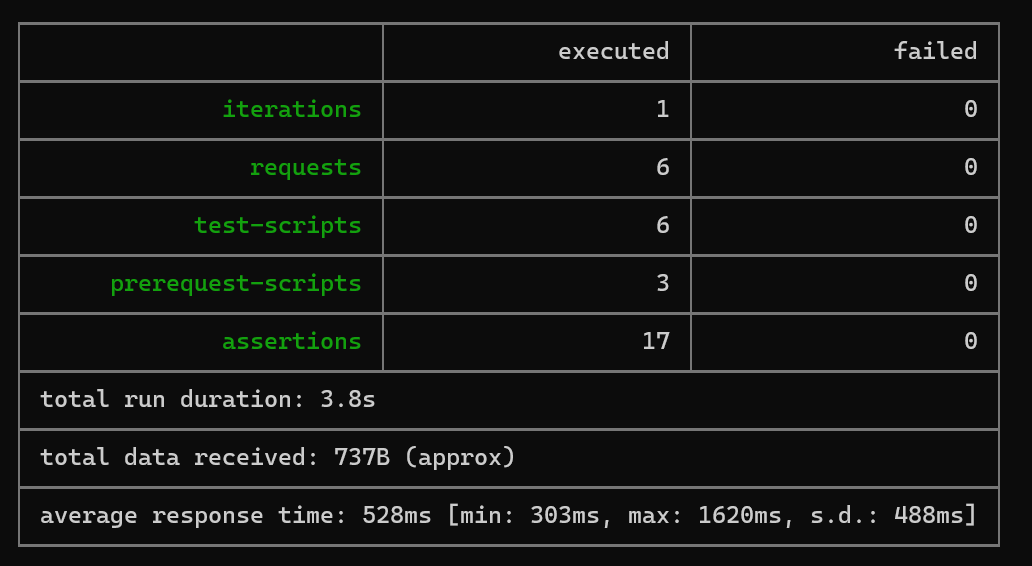 executed failed
iterations 1 0
requests 6 0
test-scripts 6 0
prerequest-scripts 3 0
assertions 17 0
total run duration: 3.8s
total data received: 737B (approx)
average response time: 528ms [min: 303ms, max: 1620ms, s.d.: 488ms]